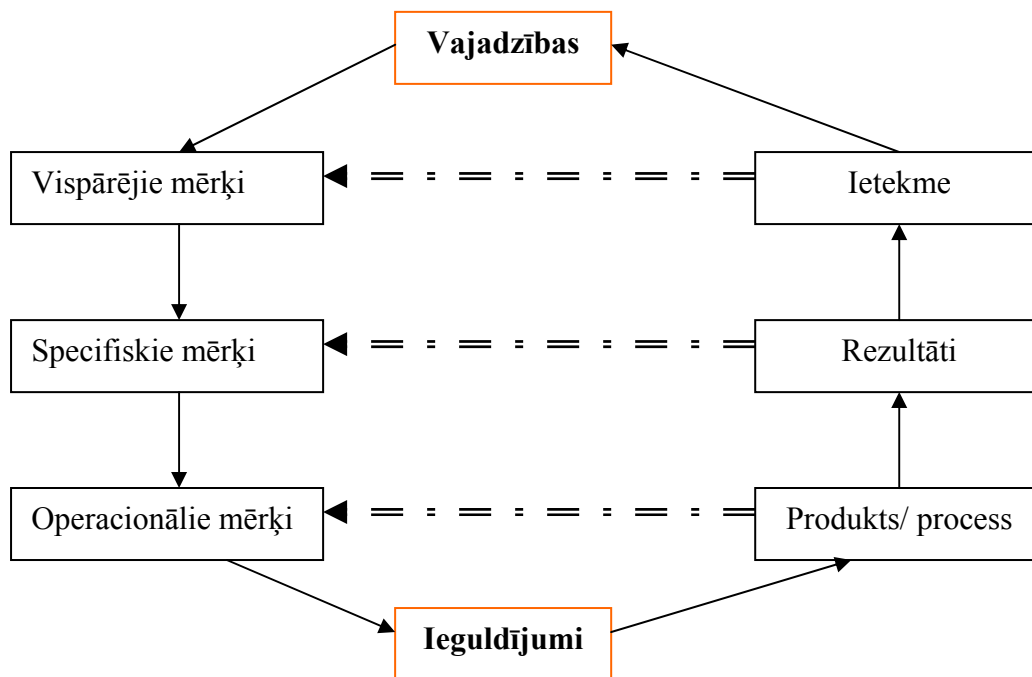 Vajadzības
Vispārējie mērķi
Ietekme
Specifiskie mērķi
Rezultāti
Operacionālie mērķi
Produkts/ process
Ieguldījumi